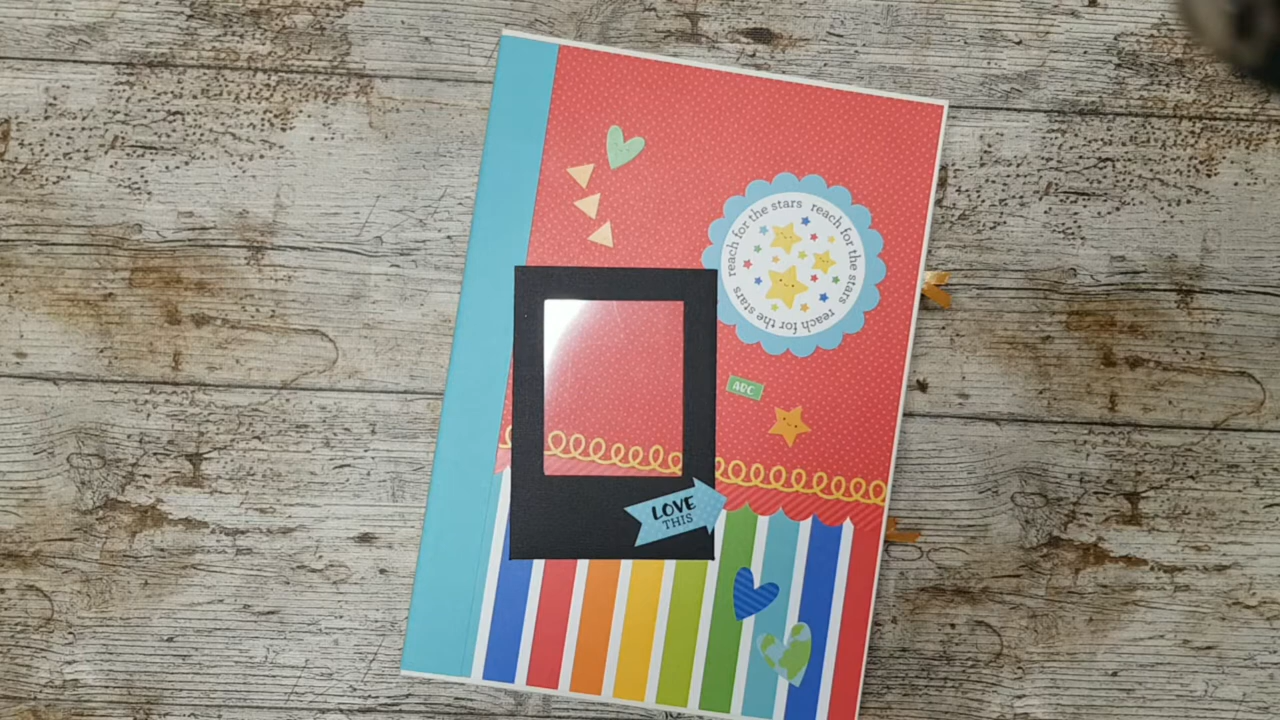 reach for the stars reach for the stars reach for the stars
ABC
LOVE
THIS